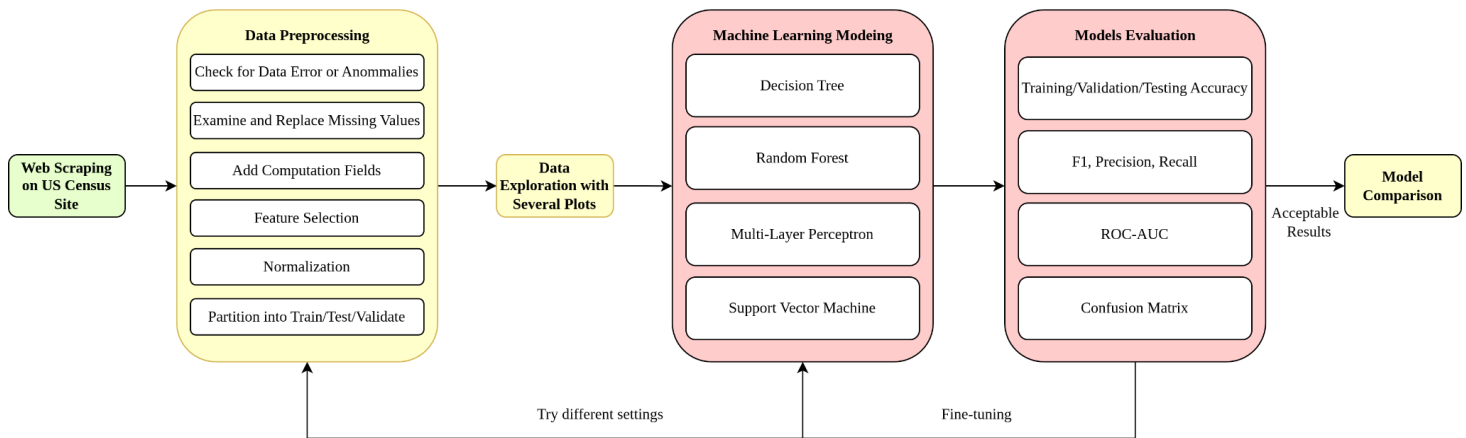 Web Scraping
on US Census
Site
Data Preprocessing
Check for Data Error or Anommalies
Examine and Replace Missing Values
Add Computation Fields
Feature Selection
Normalization
Partition into Train/Test/Validate
Data
Exploration with
Several Plots
Machine Learning Modeing
Decision Tree
Random Forest
Multi-Layer Perceptron
Support Vector Machine
Models Evaluation
Training/Validation/Testing Accuracy
F1, Precision, Recall
ROC-AUC
Confusion Matrix
Acceptable
Results
Model
Comparison
Try different settings
Fine-tuning